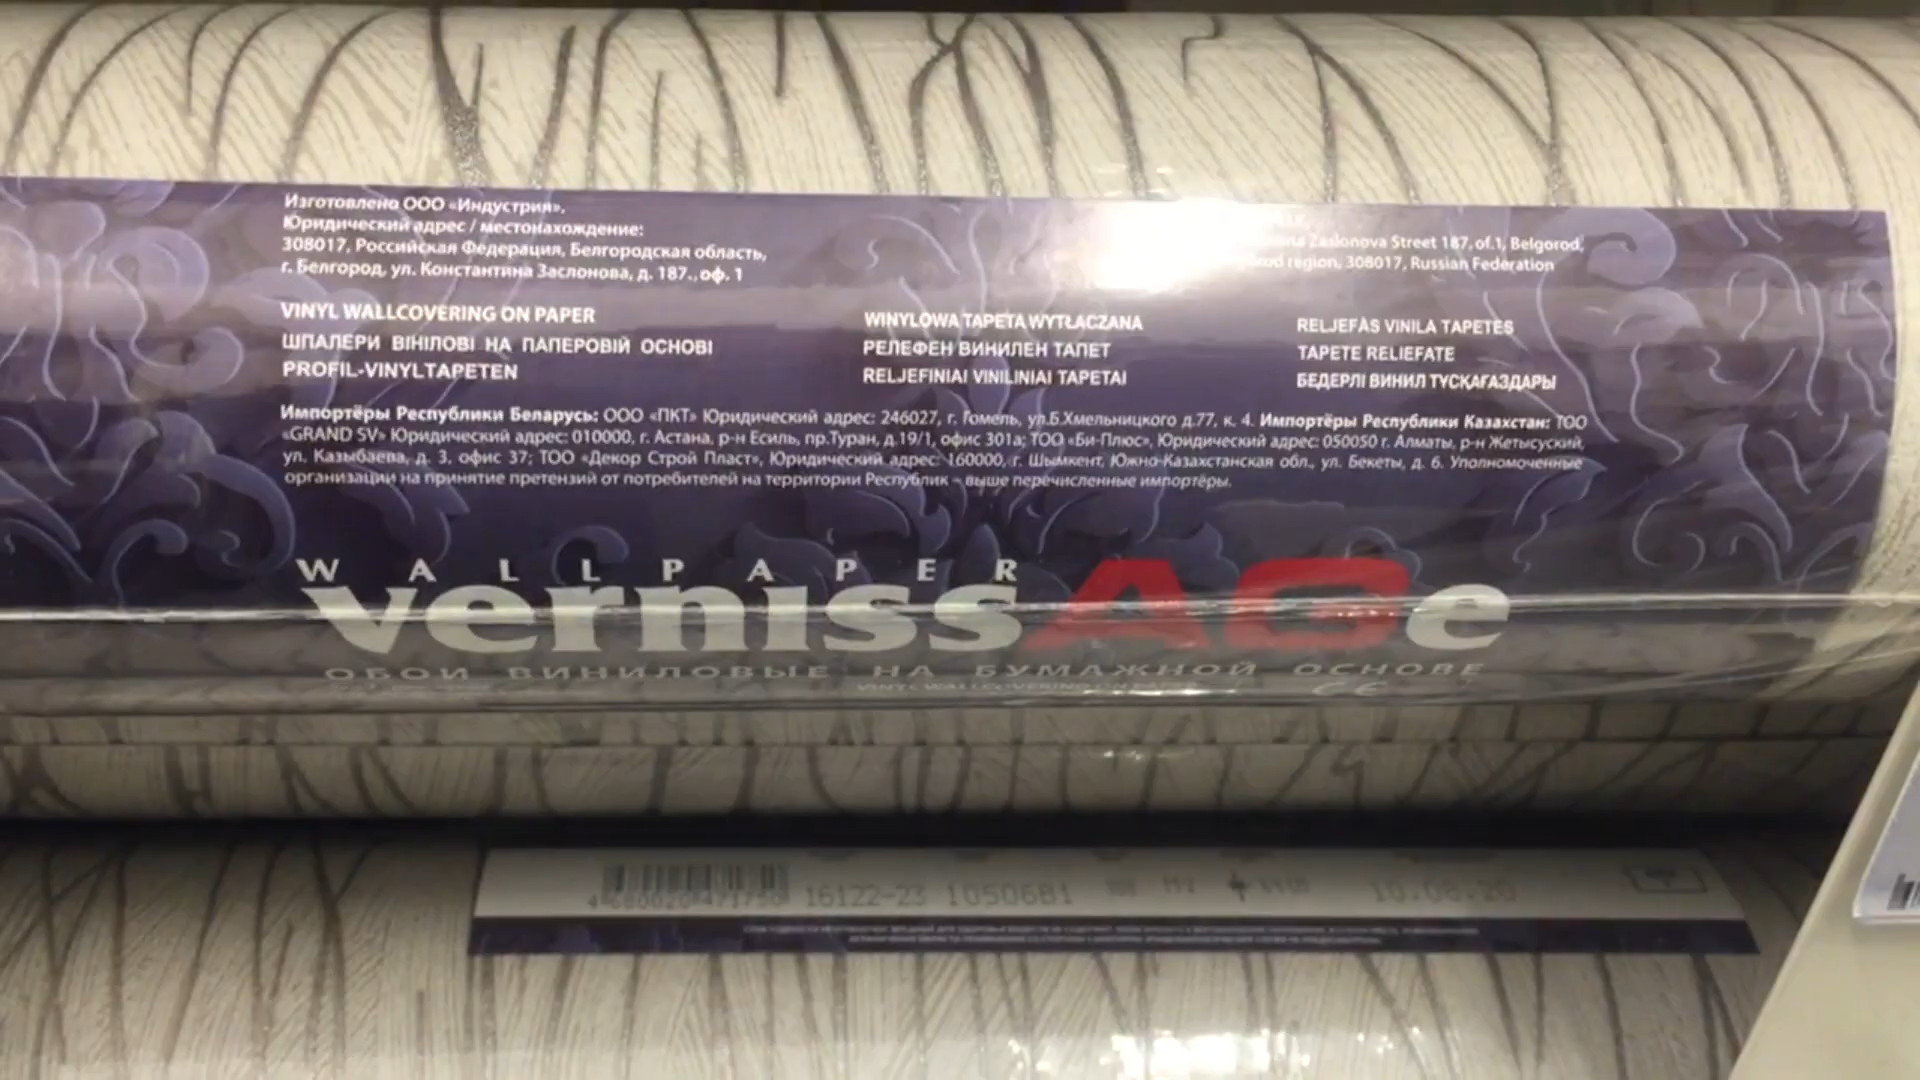 Изготовлено ООО «Индустрия»,
Юридический адрес / местонахождение:
308017, Российская Федерация, Белгородская область,
г. Белгород, ул. Константина Заслонова, д. 187., оф. 1
Zaslonova Street 187, of.1, Belgorod,
region, 308017, Russian Federation
VINYL WALLCOVERING ON PAPER
ШПАЛЕРИ ВІНІЛОВІ НА ПАПЕРОВІЙ ОСНОВІ
PROFIL-VINYLTAPETEN
WINYLOWA TAPETA WYTŁACZANA
РЕЛЕФЕН ВИНИЛЕН ТАПЕТ
RELJEFINIAI VINILINIAI TAPETAI
RELJEFĀS VINILA TAPETES
TAPETE RELIEFATE
БЕДЕРЛІ ВИНИЛ ТҮСҚАҒАЗДАРЫ
Импортёры Республики Беларусь: ООО «ПКТ» Юридический адрес: 246027, г. Гомель, ул.Б.Хмельницкого д.77, к. 4. Импортёры Республики Казахстан: ТОО
«GRAND SV» Юридический адрес: 010000, г. Астана, р-н Есиль, пр.Туран, д.19/1, офис 301а; ТОО «Би-Плюс», Юридический адрес: 050050 г. Алматы, р-н Жетысуский,
ул. Казыбаева, д. 3, офис 37; ТОО «Декор Строй Пласт», Юридический адрес: 160000, г. Шымкент, Южно-Казахстанская обл., ул. Бекеты, д. 6. Уполномоченные
организации на принятие претензий от потребителей на территории Республик – выше перечисленные импортёры.
WALLPAPER
vernissAGe
ОБОИ ВИНИЛОВЫЕ НА БУМАЖНОЙ ОСНОВЕ
CE
4 680020 471750 16122-23 10506B1